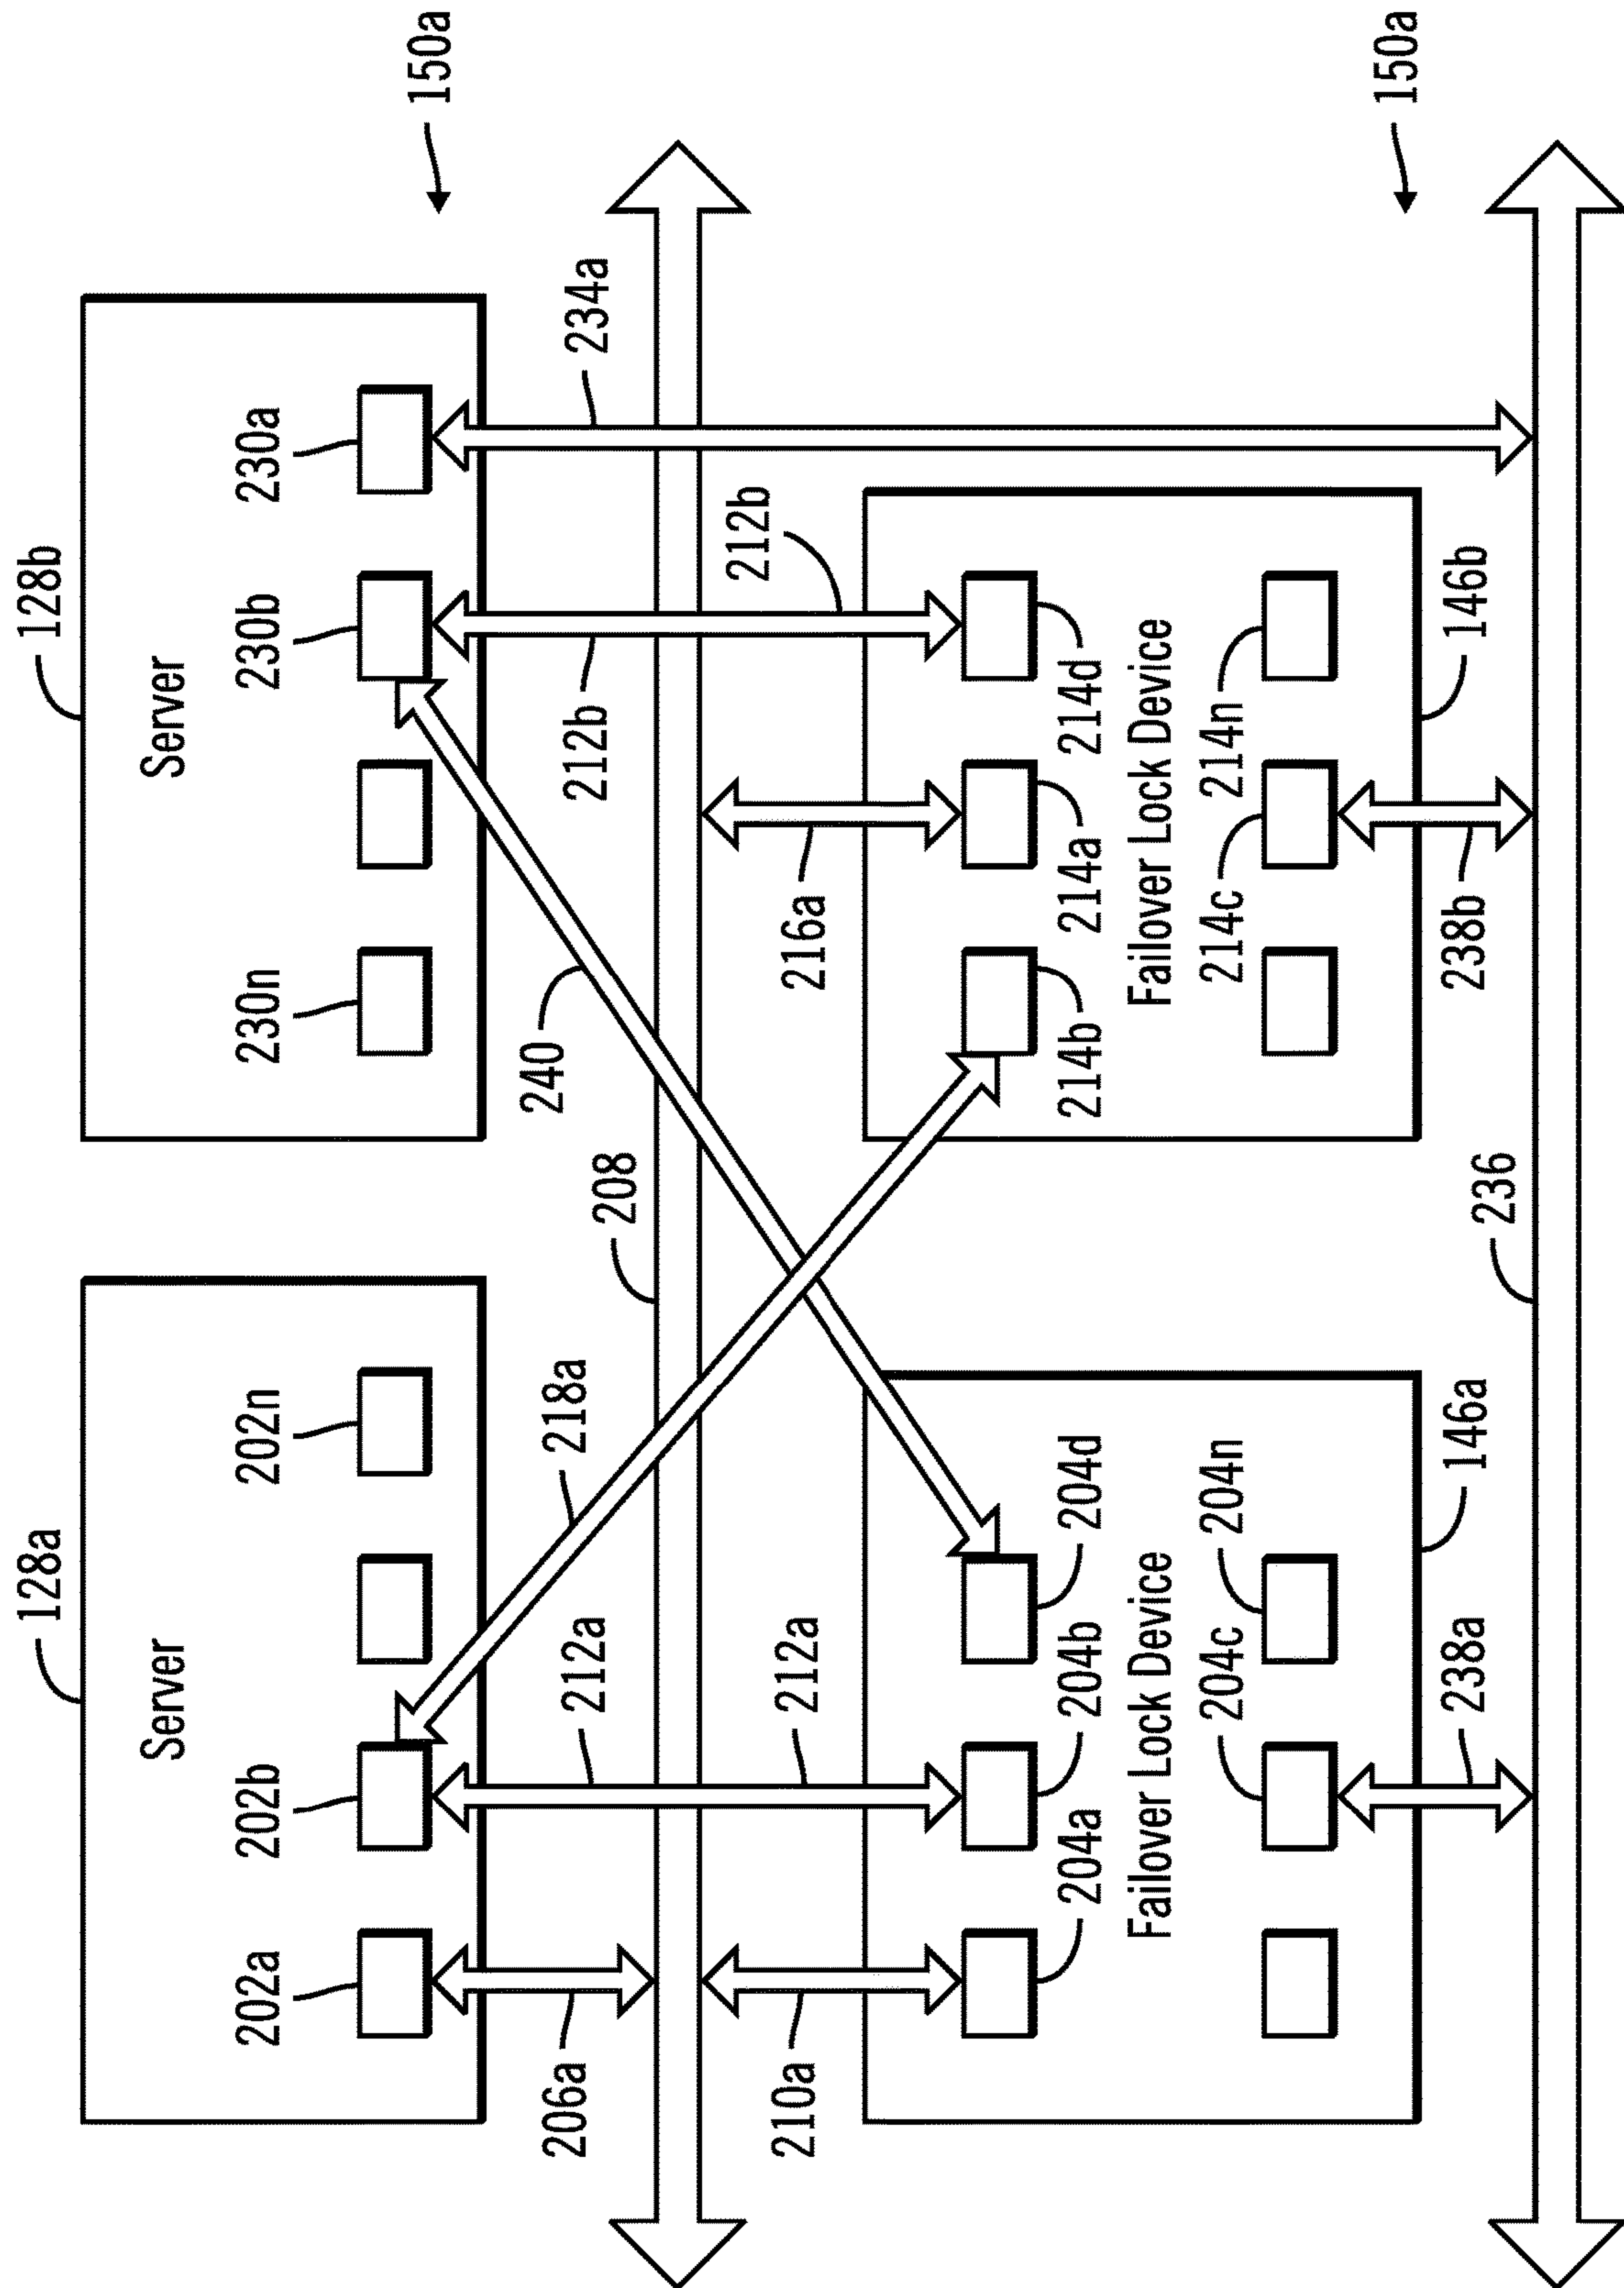 128a
128b
Server
Server
202a
202b
202n
230n
230b
230a
150a
206a
212a
218a
208
240
212b
234a
210a
212a
216a
212b
204a
204b
204d
214b
214a
214d
Failover Lock Device
Failover Lock Device
204c
204n
214c
214n
238a
146a
236
238b
146b
150a